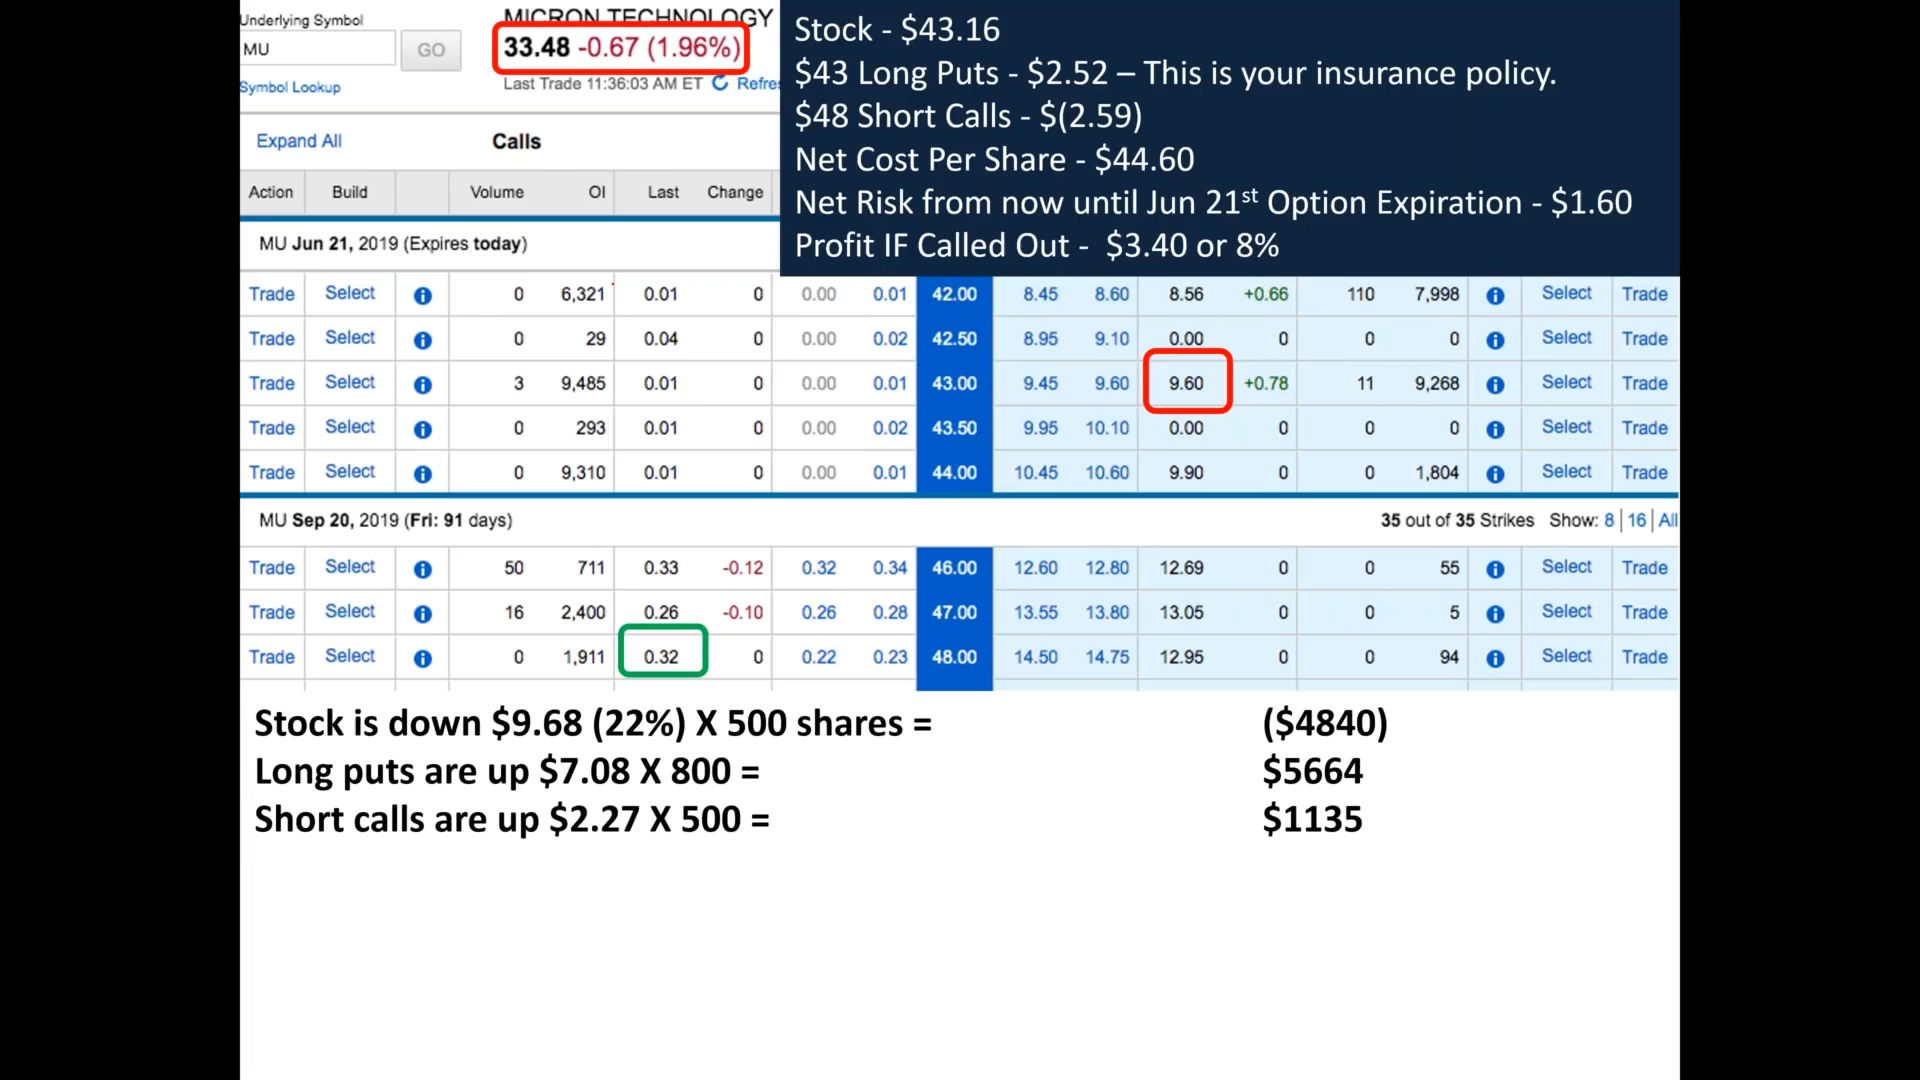 Underlying Symbol
MU GO
Symbol Lookup
MICRON TECHNOLOGY
33.48 -0.67 (1.96%)
Last Trade 11:36:03 AM ET Refres
Stock - $43.16
$43 Long Puts - $2.52 – This is your insurance policy.
$48 Short Calls - $(2.59)
Net Cost Per Share - $44.60
Net Risk from now until Jun 21st Option Expiration - $1.60
Profit IF Called Out - $3.40 or 8%
Expand All Calls
Action Build Volume OI Last Change
MU Jun 21, 2019 (Expires today)
Trade Select 0 6,321 0.01 0 0.00 0.01 42.00 8.45 8.60 8.56 +0.66 110 7,998 Select Trade
Trade Select 0 29 0.04 0 0.00 0.02 42.50 8.95 9.10 0.00 0 0 0 Select Trade
Trade Select 3 9,485 0.01 0 0.00 0.01 43.00 9.45 9.60 9.60 +0.78 11 9,268 Select Trade
Trade Select 0 293 0.01 0 0.00 0.02 43.50 9.95 10.10 0.00 0 0 0 Select Trade
Trade Select 0 9,310 0.01 0 0.00 0.01 44.00 10.45 10.60 9.90 0 0 1,804 Select Trade
MU Sep 20, 2019 (Fri: 91 days) 35 out of 35 Strikes Show: 8 | 16 | All
Trade Select 50 711 0.33 -0.12 0.32 0.34 46.00 12.60 12.80 12.69 0 0 55 Select Trade
Trade Select 16 2,400 0.26 -0.10 0.26 0.28 47.00 13.55 13.80 13.05 0 0 5 Select Trade
Trade Select 0 1,911 0.32 0 0.22 0.23 48.00 14.50 14.75 12.95 0 0 94 Select Trade
Stock is down $9.68 (22%) X 500 shares = ($4840)
Long puts are up $7.08 X 800 = $5664
Short calls are up $2.27 X 500 = $1135